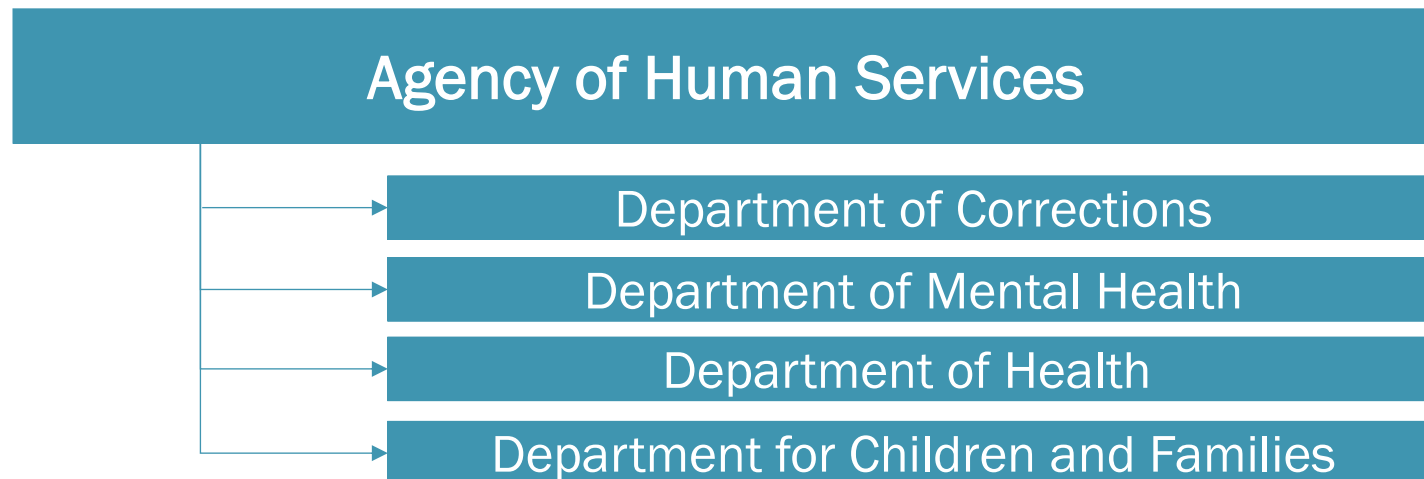 Agency of Human Services
Department of Corrections
Department of Mental Health
Department of Health
Department for Children and Families